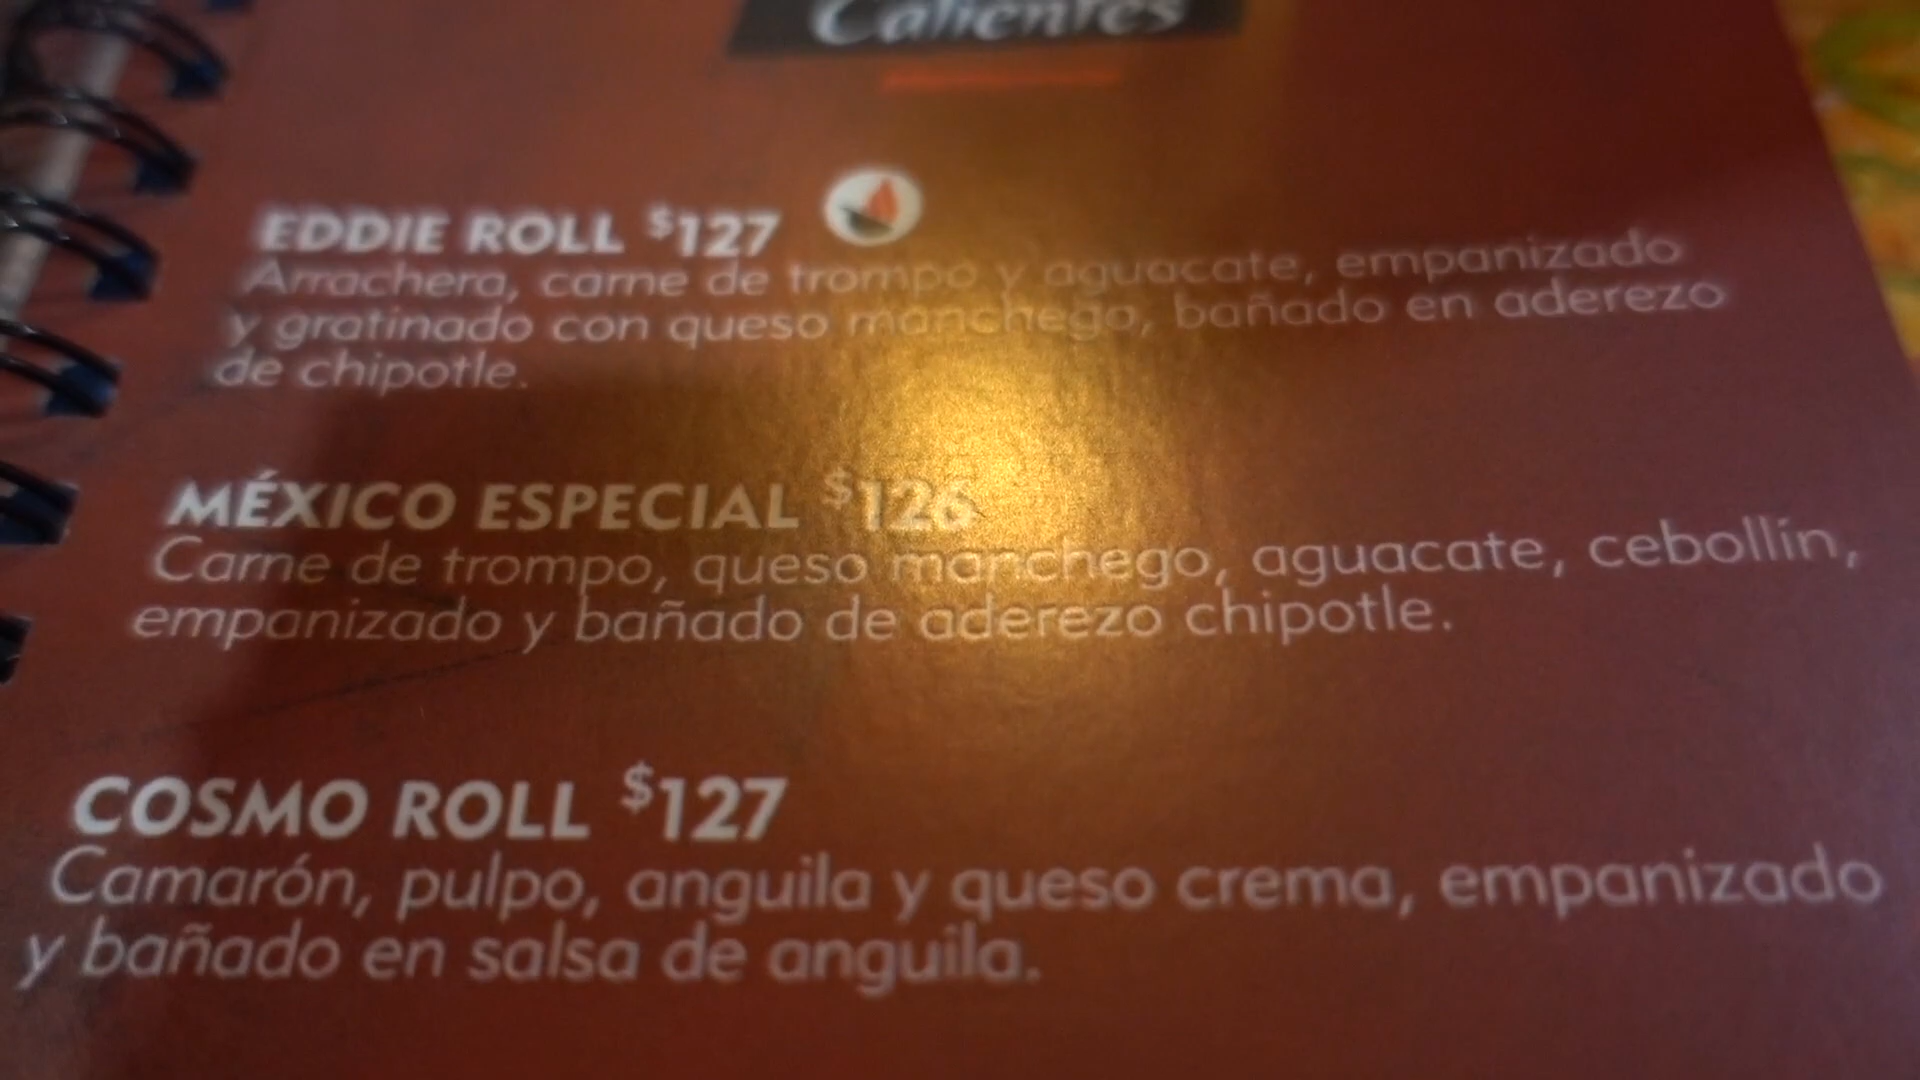 Calientes
EDDIE ROLL $127
Arrachera, carne de trompo y aguacate, empanizado
y gratinado con queso manchego, bañado en aderezo
de chipotle.
MÉXICO ESPECIAL $126
Carne de trompo, queso manchego, aguacate, cebollín,
empanizado y bañado de aderezo chipotle.
COSMO ROLL $127
Camarón, pulpo, anguila y queso crema, empanizado
y bañado en salsa de anguila.